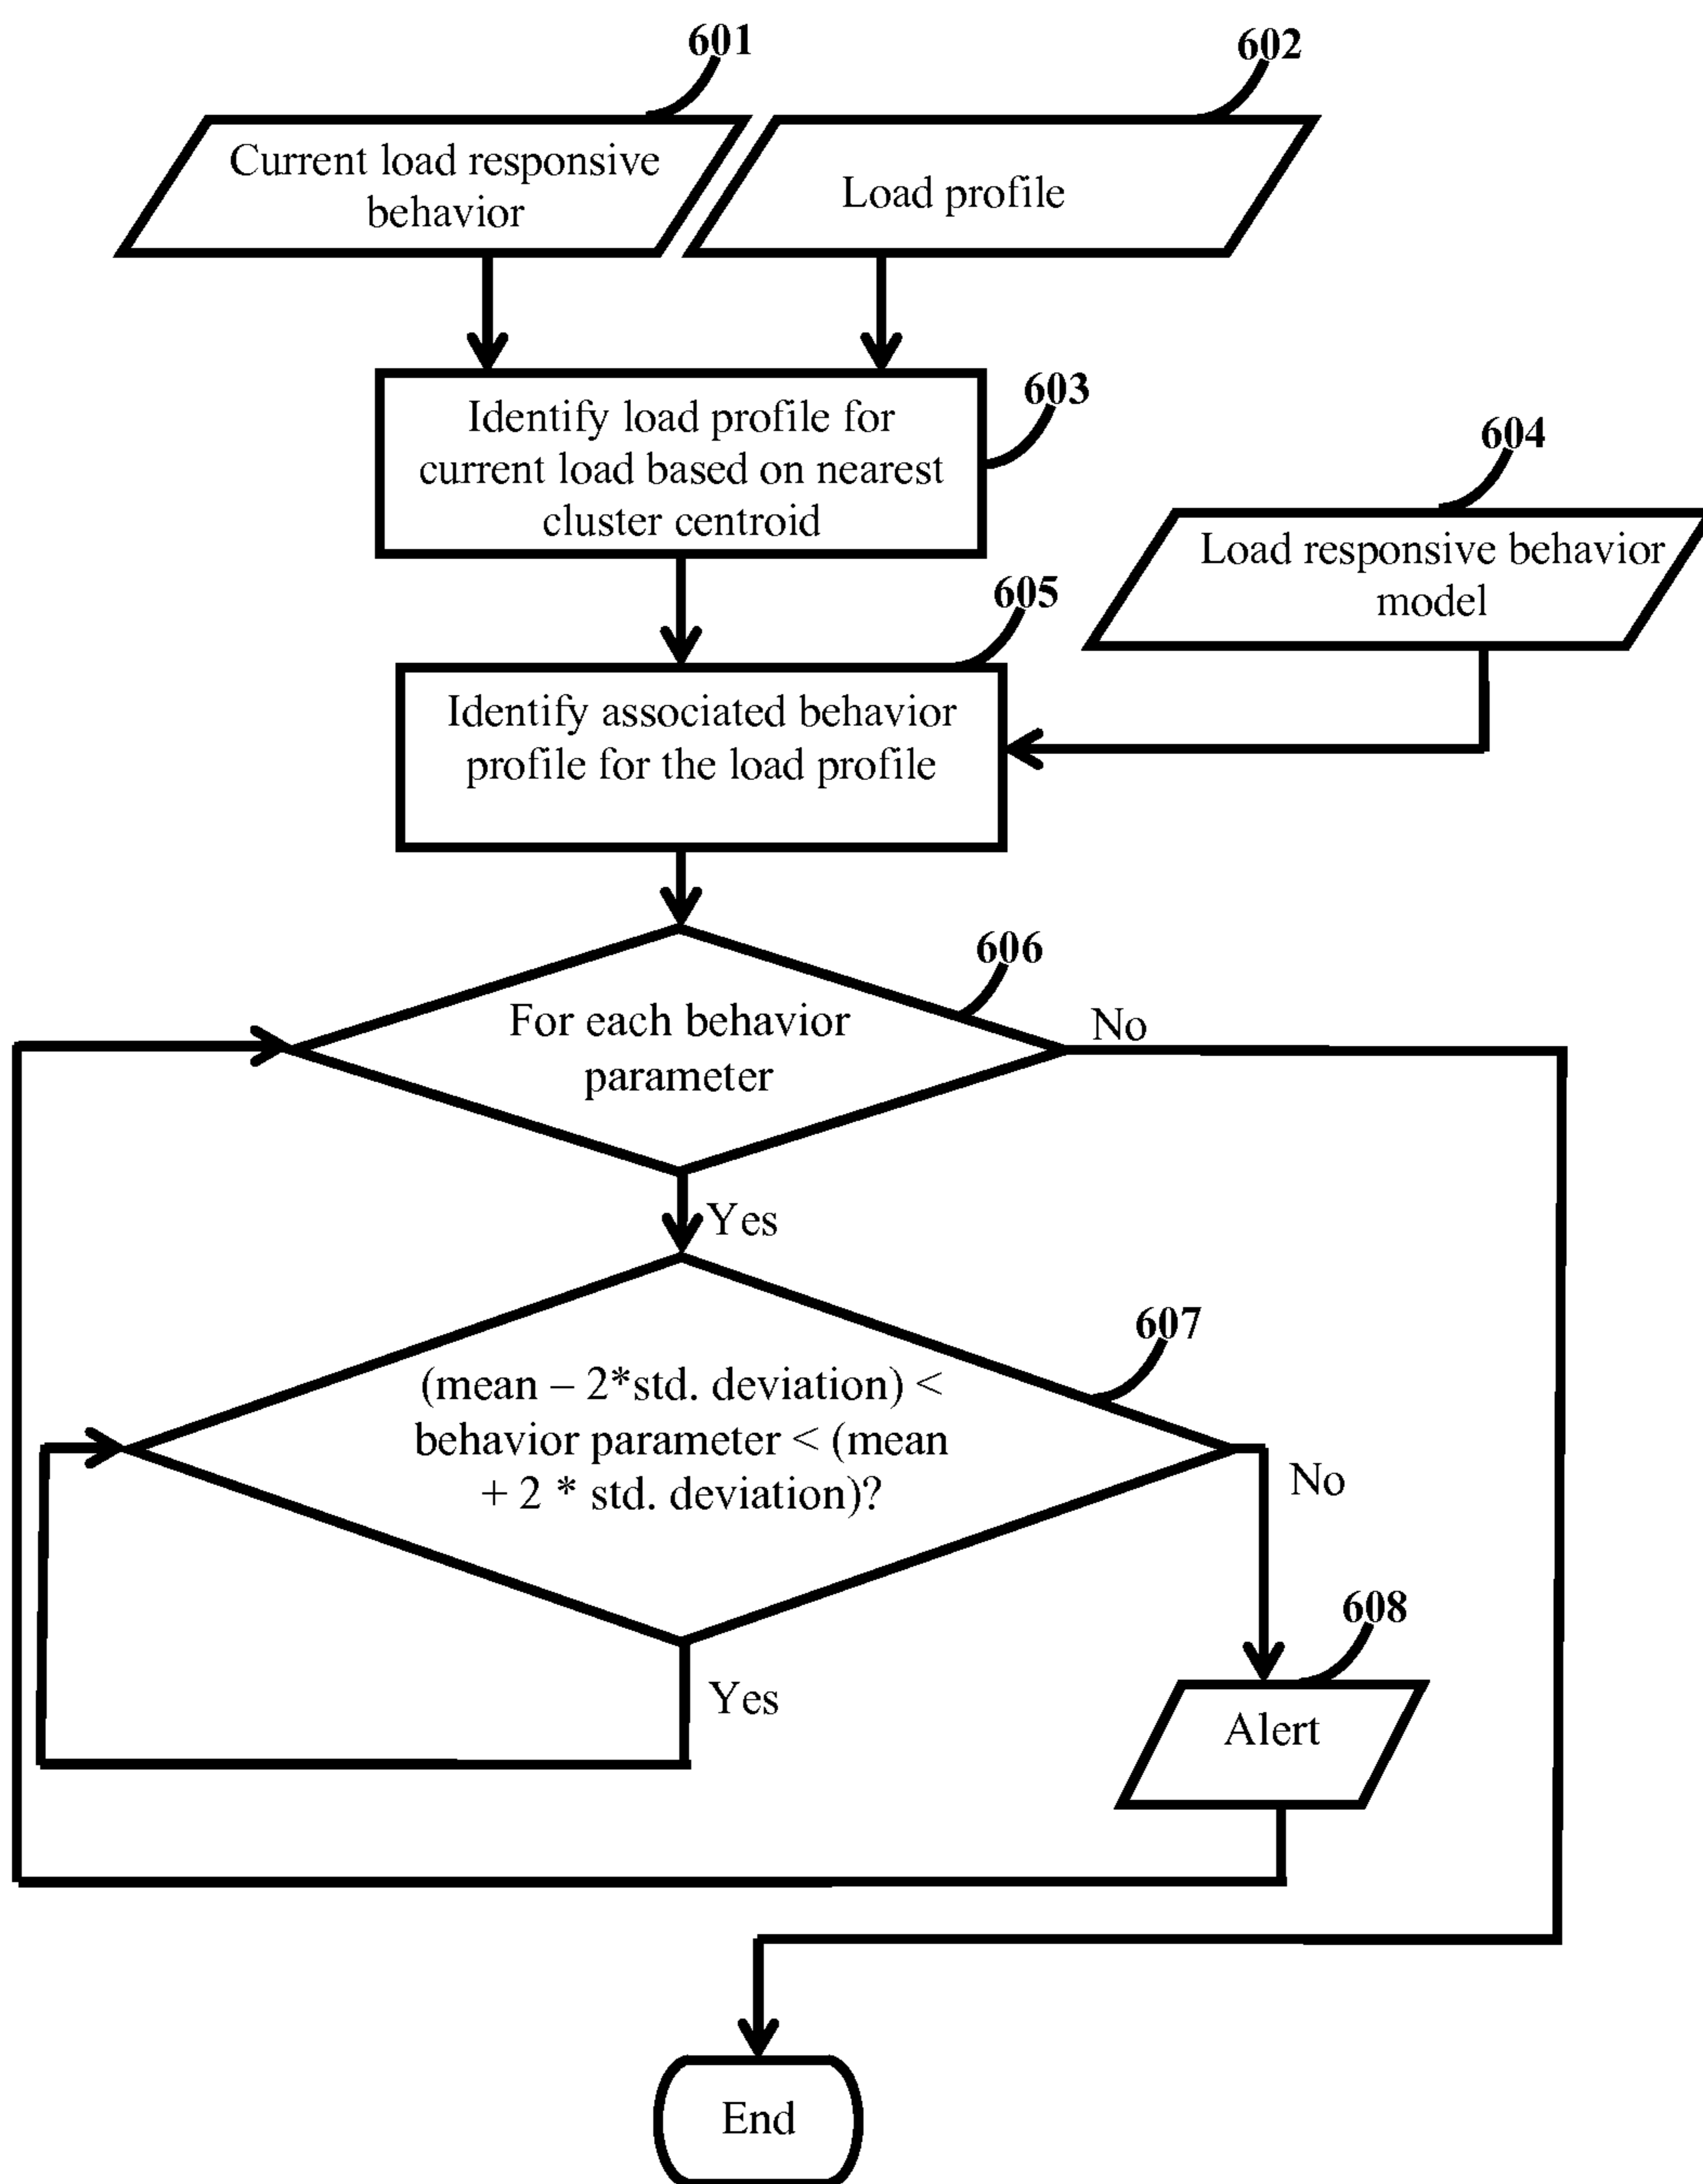 601
602
Current load responsive
behavior
Load profile
603
Identify load profile for
current load based on nearest
cluster centroid
604
Load responsive behavior
model
605
Identify associated behavior
profile for the load profile
606
For each behavior
parameter
No
Yes
607
(mean – 2*std. deviation) <
behavior parameter < (mean
+ 2 * std. deviation)?
No
608
Yes
Alert
End